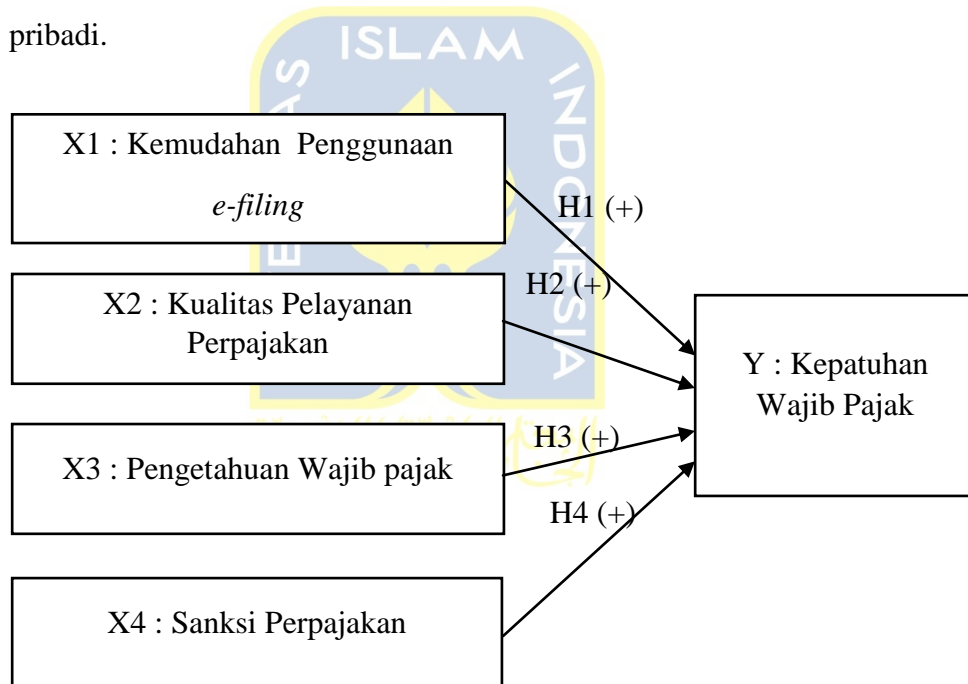 pribadi.
ISLAM
INDONESIA
X1 : Kemudahan Penggunaan
e-filing
H1 (+)
X2 : Kualitas Pelayanan
Perpajakan
H2 (+)
Y : Kepatuhan
Wajib Pajak
X3 : Pengetahuan Wajib pajak
H3 (+)
H4 (+)
X4 : Sanksi Perpajakan